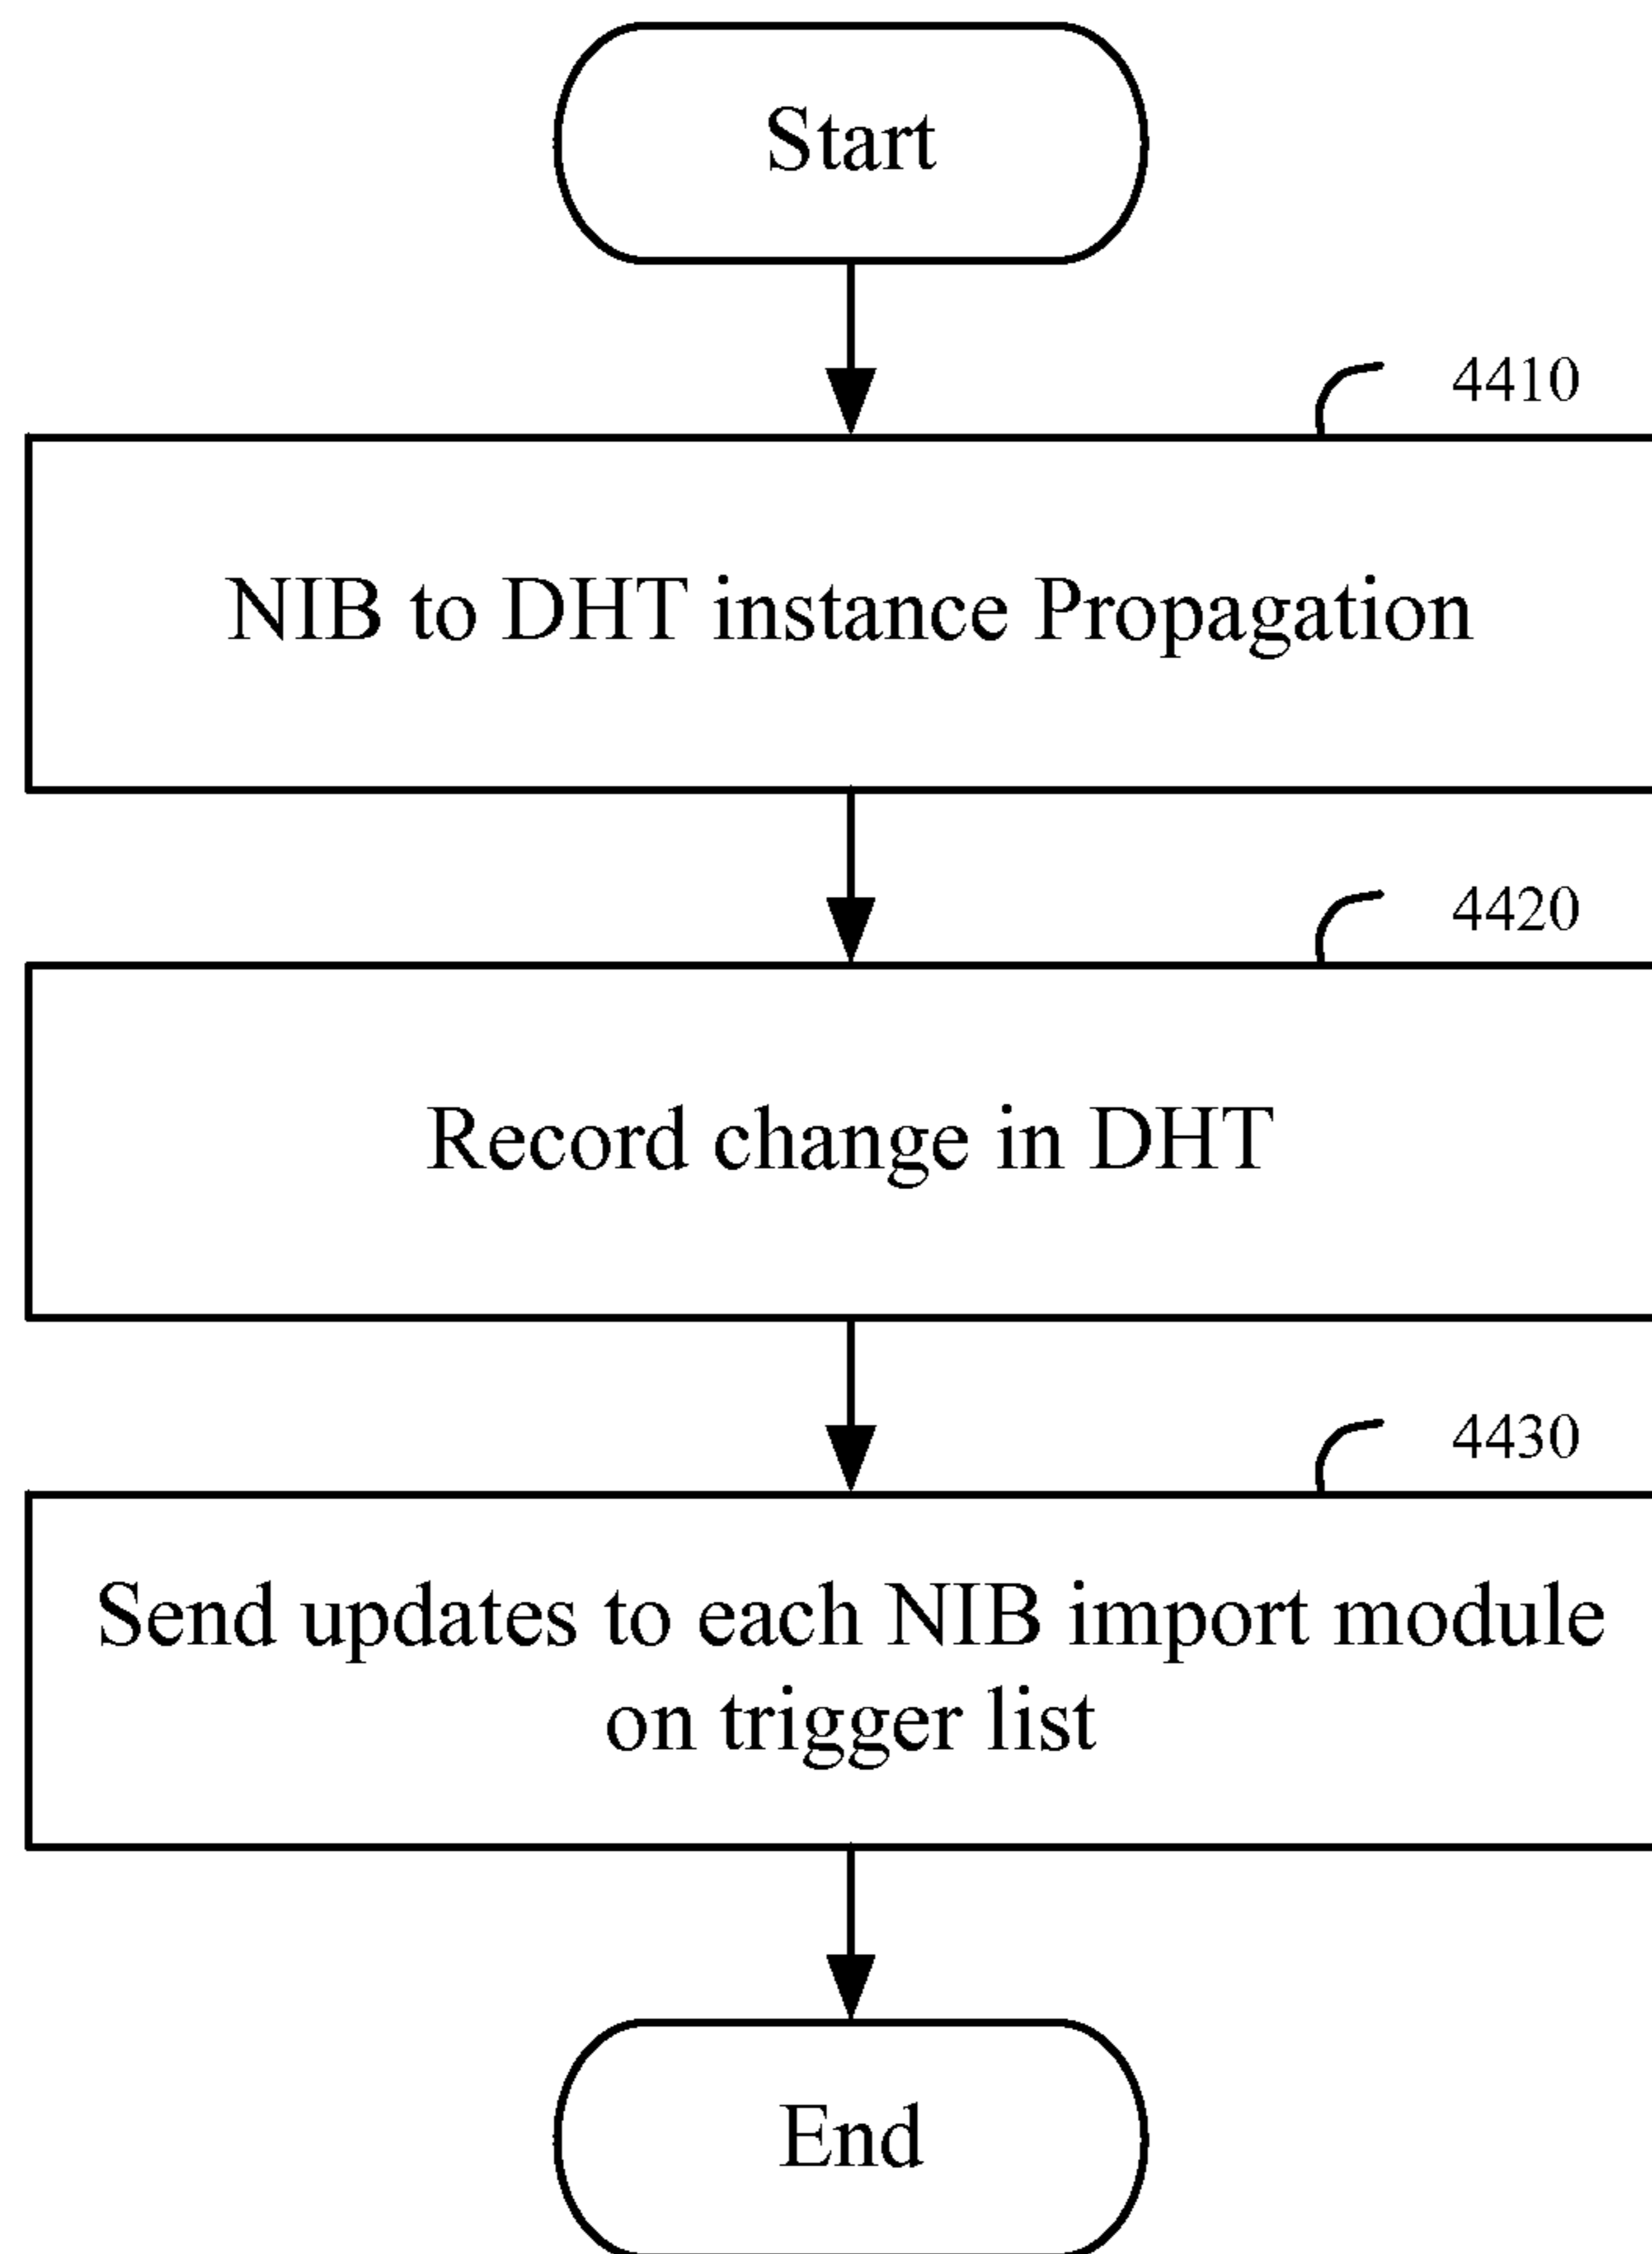 Start
4410
NIB to DHT instance Propagation
4420
Record change in DHT
4430
Send updates to each NIB import module
on trigger list
End